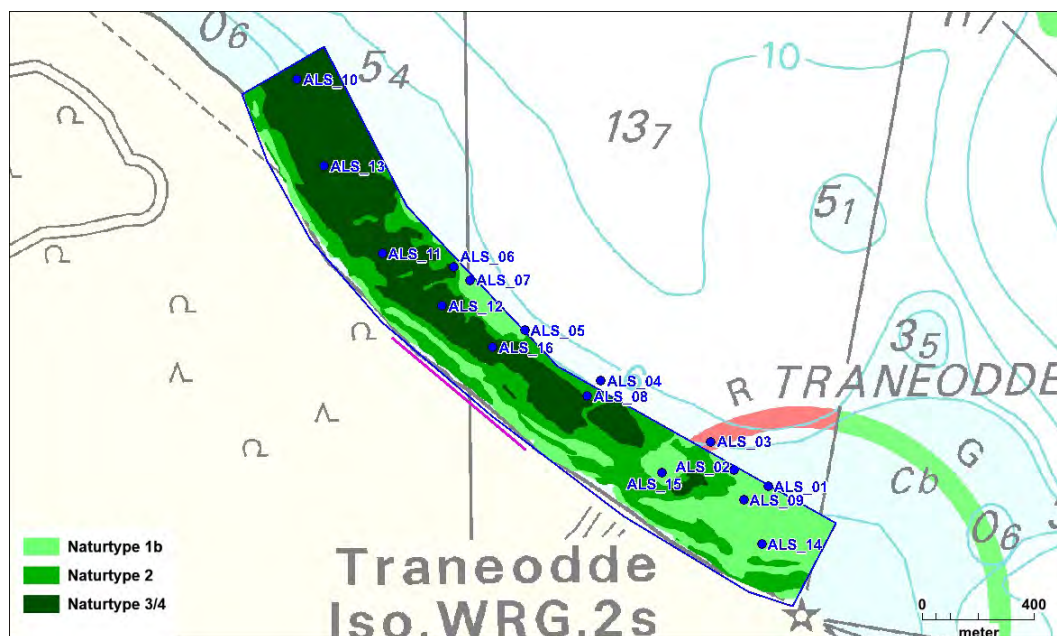 0₆
5₄
10
13₇
5₁
3₅
6
ALS_10
ALS_13
ALS_11
ALS_06
ALS_07
ALS_12
ALS_05
ALS_16
ALS_04
ALS_08
R TRANEODDE
ALS_03
ALS_02
ALS_15
ALS_01
ALS_09
G
Cb
0₆
ALS_14
Naturtype 1b
Naturtype 2
Naturtype 3/4
Traneodde
Iso.WRG.2s
0 400
meter